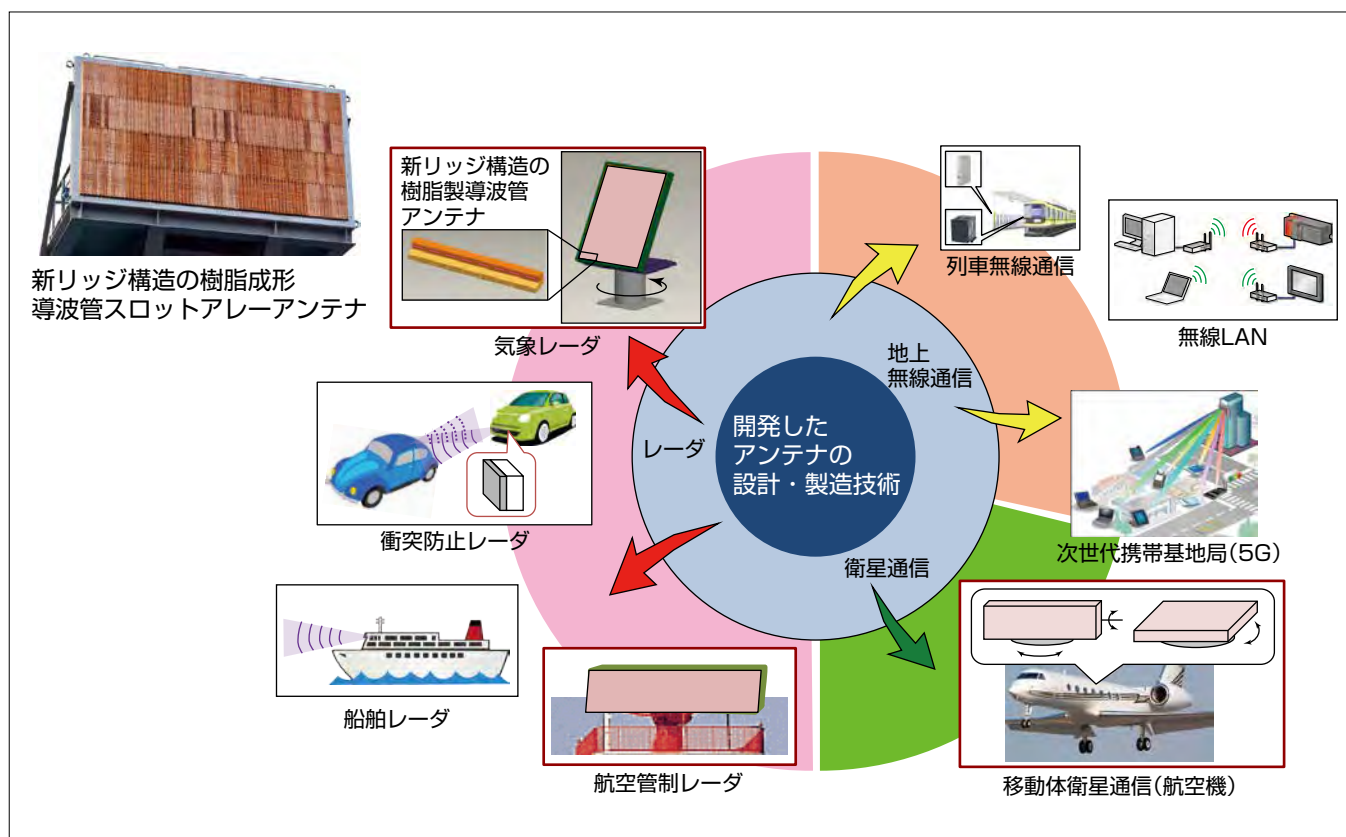 新リッジ構造の樹脂成形
導波管スロットアレーアンテナ
新リッジ構造の
樹脂製導波管
アンテナ
気象レーダ
列車無線通信
無線LAN
地上
無線通信
レーダ
開発した
アンテナの
設計・製造技術
衝突防止レーダ
次世代携帯基地局(5G)
衛星通信
船舶レーダ
航空管制レーダ
移動体衛星通信(航空機)